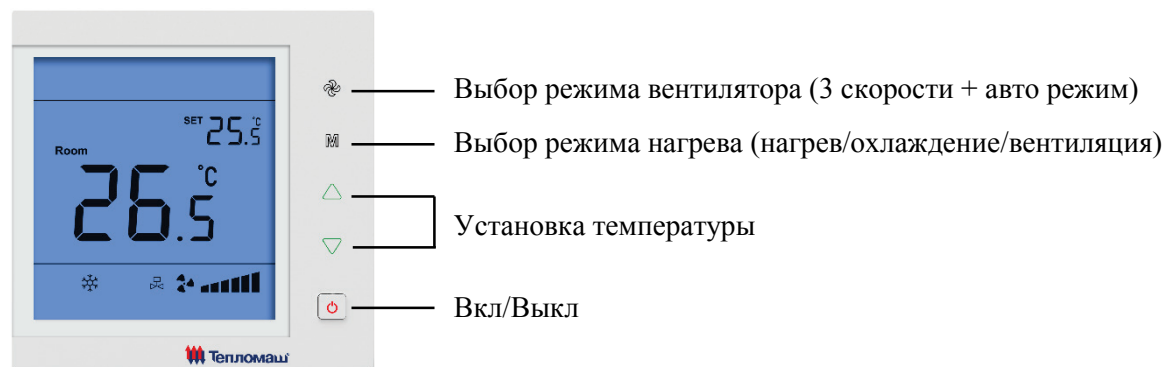 Выбор режима вентилятора (3 скорости + авто режим)
SET 25.5 °C
M
Выбор режима нагрева (нагрев/охлаждение/вентиляция)
Room
26.5 °C
Установка температуры
Вкл/Выкл
Тепломаш